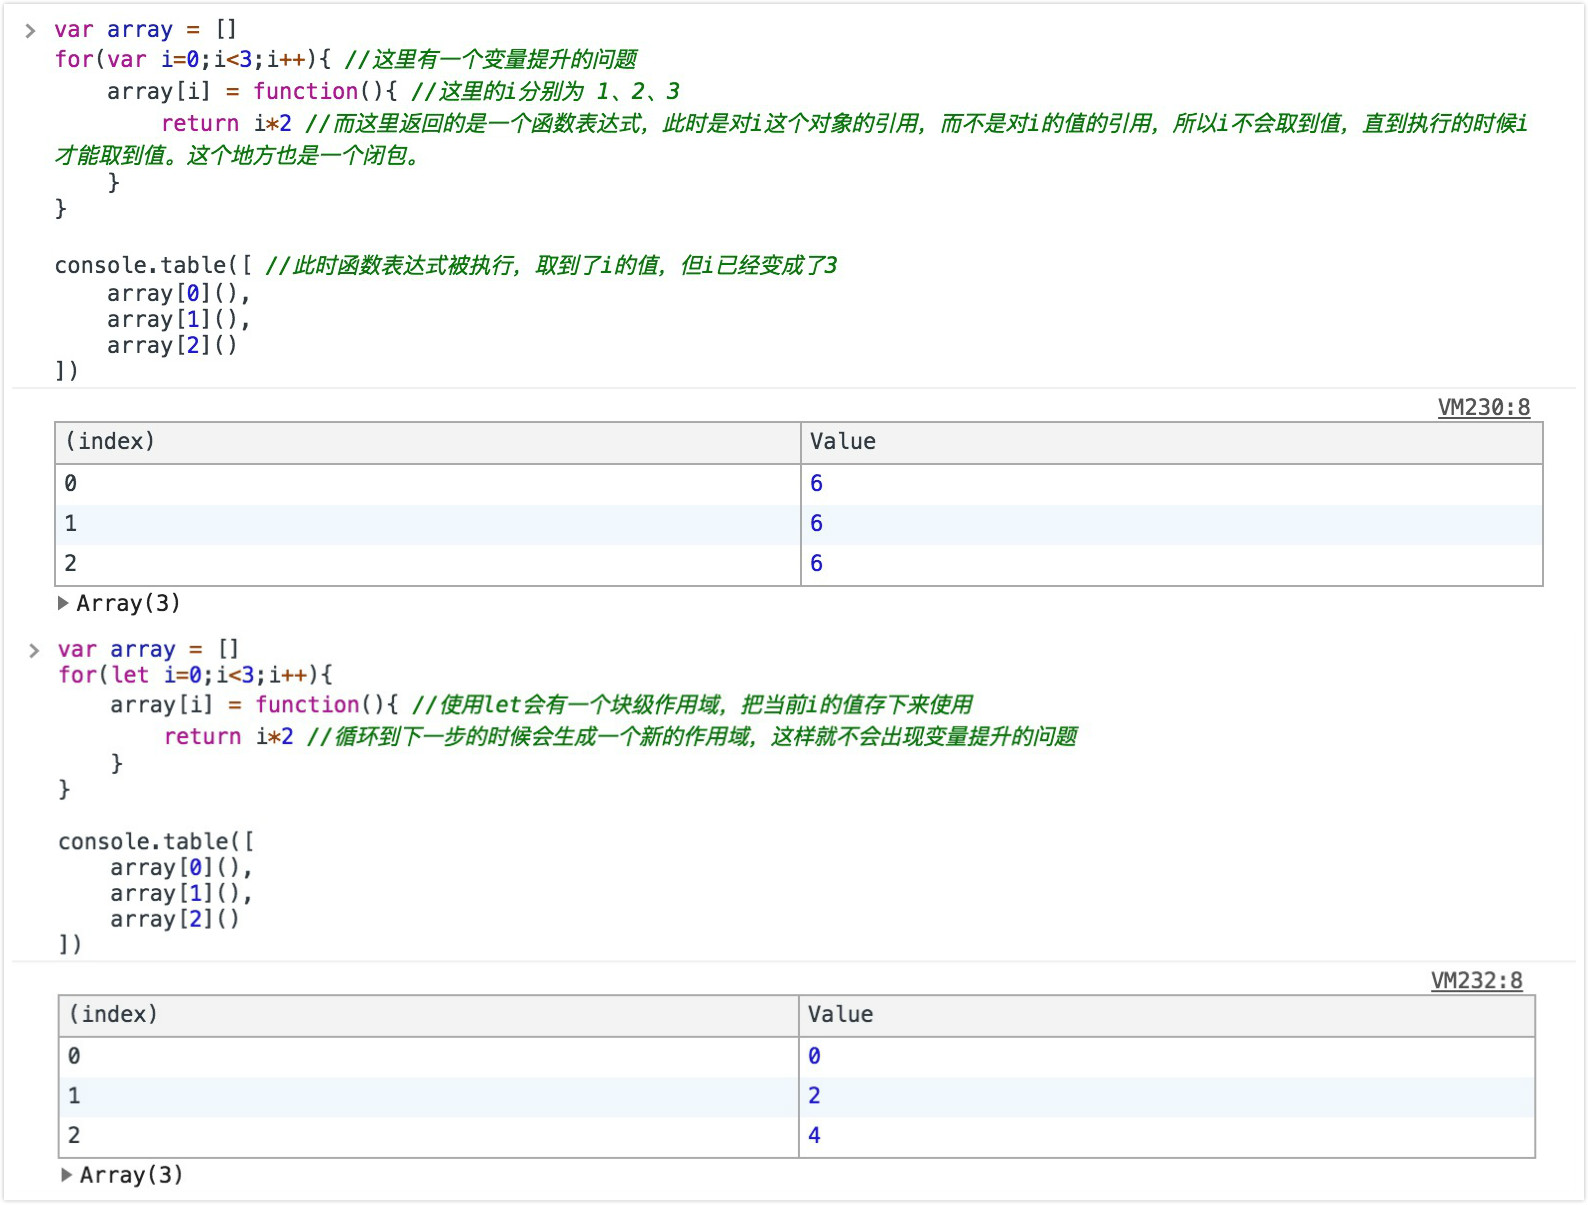 var array = []
for(var i=0;i<3;i++){ //这里有一个变量提升的问题
    array[i] = function(){ //这里的i分别为 1、2、3
        return i*2 //而这里返回的是一个函数表达式，此时是对i这个对象的引用，而不是对i的值的引用，所以i不会取到值，直到执行的时候i
才能取到值。这个地方也是一个闭包。
    }
}
console.table([ //此时函数表达式被执行，取到了i的值，但i已经变成了3
    array[0](),
    array[1](),
    array[2]()
])
VM230:8
(index) Value
0 6
1 6
2 6
Array(3)
var array = []
for(let i=0;i<3;i++){
    array[i] = function(){ //使用let会有一个块级作用域，把当前i的值存下来使用
        return i*2 //循环到下一步的时候会生成一个新的作用域，这样就不会出现变量提升的问题
    }
}
console.table([
    array[0](),
    array[1](),
    array[2]()
])
VM232:8
(index) Value
0 0
1 2
2 4
Array(3)